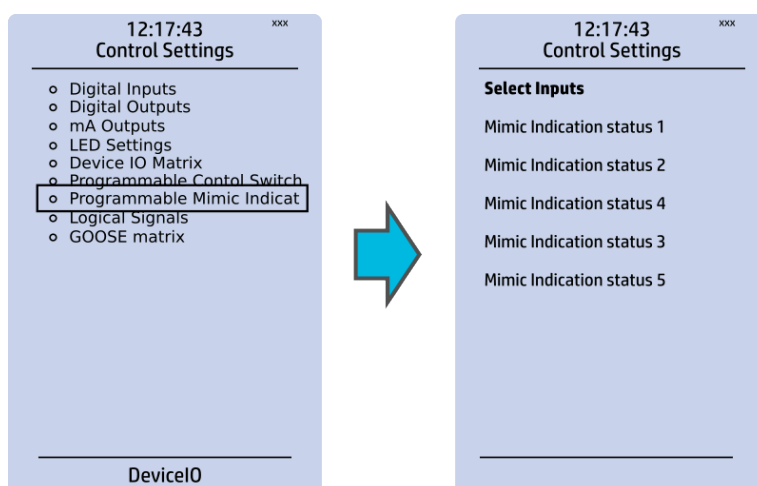 12:17:43
xxx
Control Settings
Digital Inputs
Digital Outputs
mA Outputs
LED Settings
Device IO Matrix
Programmable Contol Switch
Programmable Mimic Indicat
Logical Signals
GOOSE matrix
DeviceIO
12:17:43
xxx
Control Settings
Select Inputs
Mimic Indication status 1
Mimic Indication status 2
Mimic Indication status 4
Mimic Indication status 3
Mimic Indication status 5